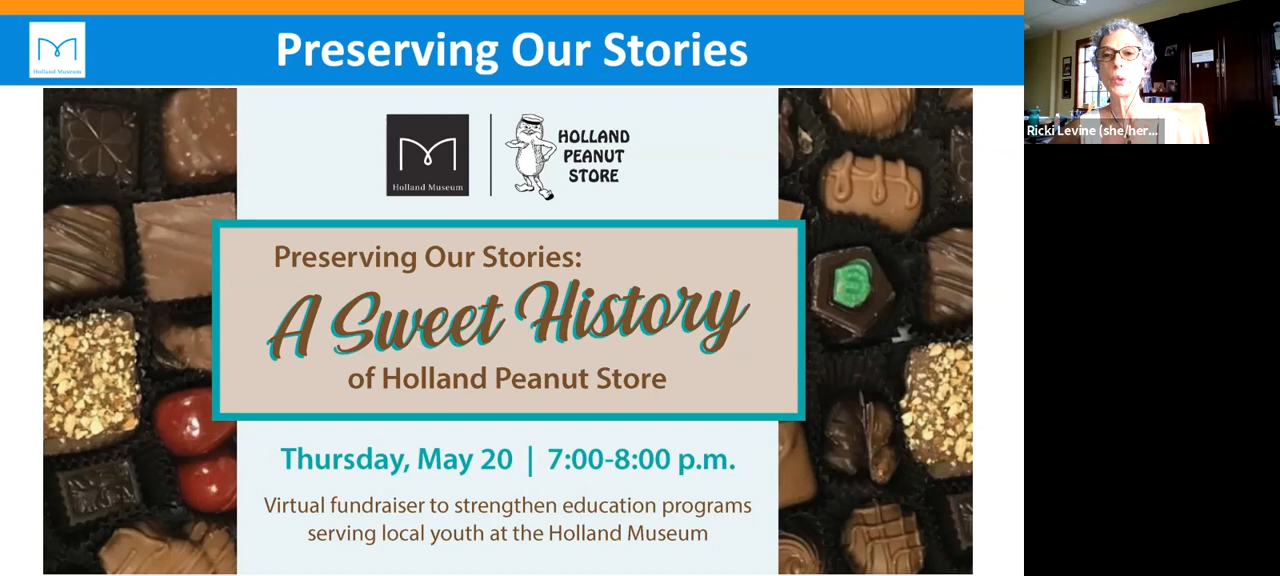 Preserving Our Stories
Holland Museum
Ricki Levine (she/her...
Holland Museum
HOLLAND
PEANUT
STORE
Preserving Our Stories:
A Sweet History
of Holland Peanut Store
Thursday, May 20 | 7:00-8:00 p.m.
Virtual fundraiser to strengthen education programs
serving local youth at the Holland Museum